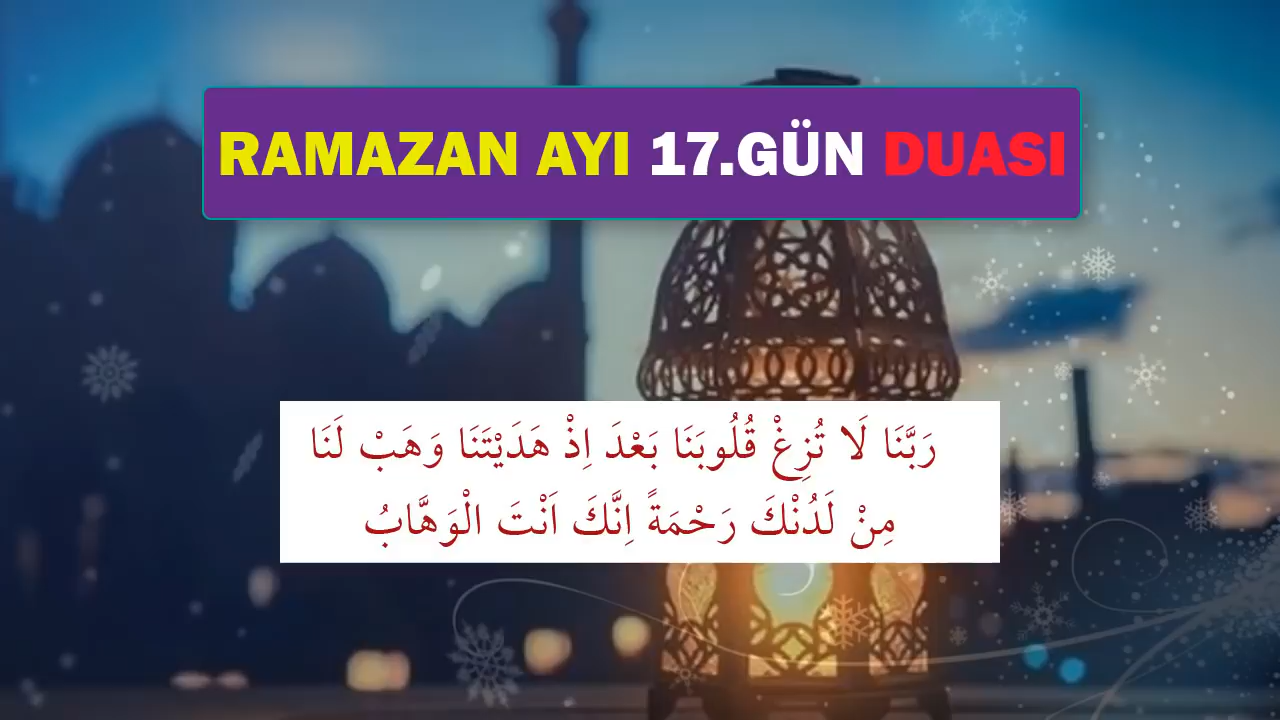 RAMAZAN AYI 17.GÜN DUASI
رَبَّنَا لَا تُزِغْ قُلُوبَنَا بَعْدَ اِذْ هَدَيْتَنَا وَهَبْ لَنَا
مِنْ لَدُنْكَ رَحْمَةً اِنَّكَ اَنْتَ الْوَهَّابُ